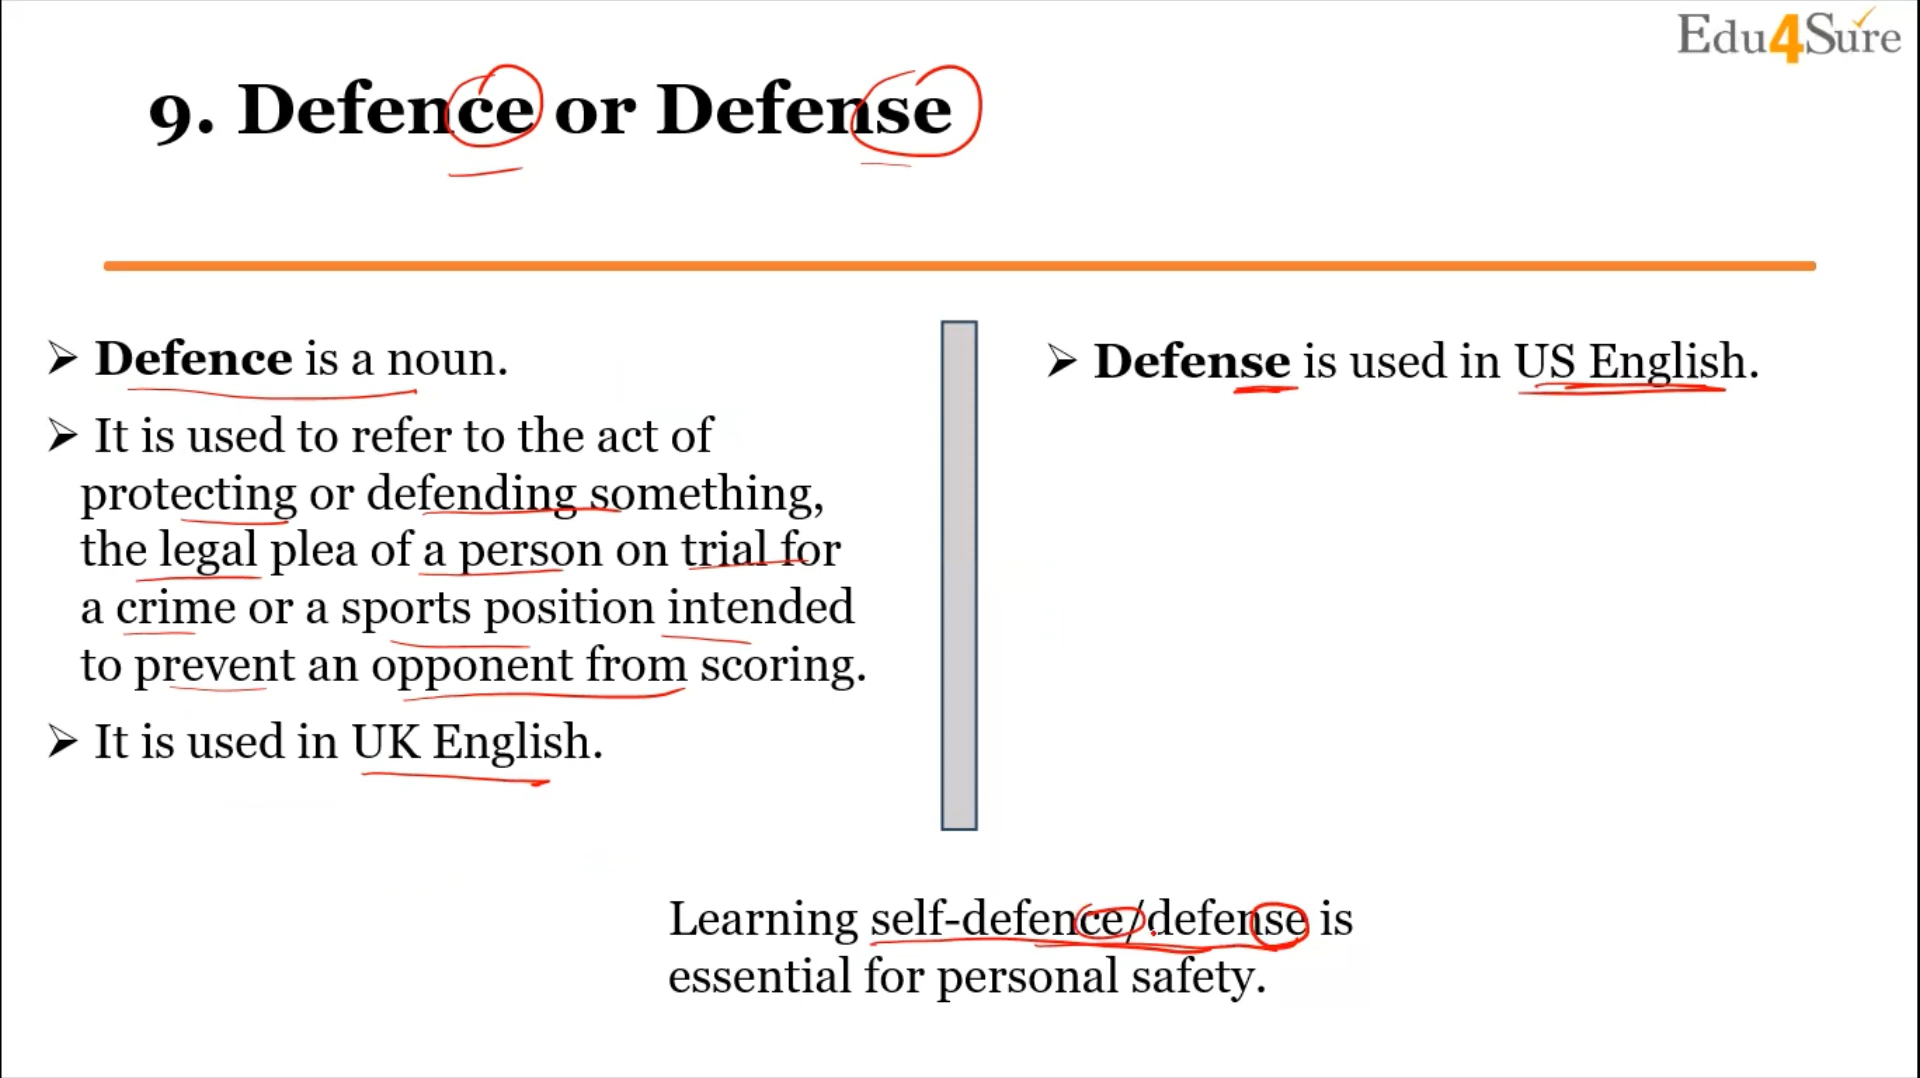 Edu4Sure
9. Defence or Defense
➢ Defence is a noun.
➢ It is used to refer to the act of
protecting or defending something,
the legal plea of a person on trial for
a crime or a sports position intended
to prevent an opponent from scoring.
➢ It is used in UK English.
➢ Defense is used in US English.
Learning self-defence/defense is
essential for personal safety.